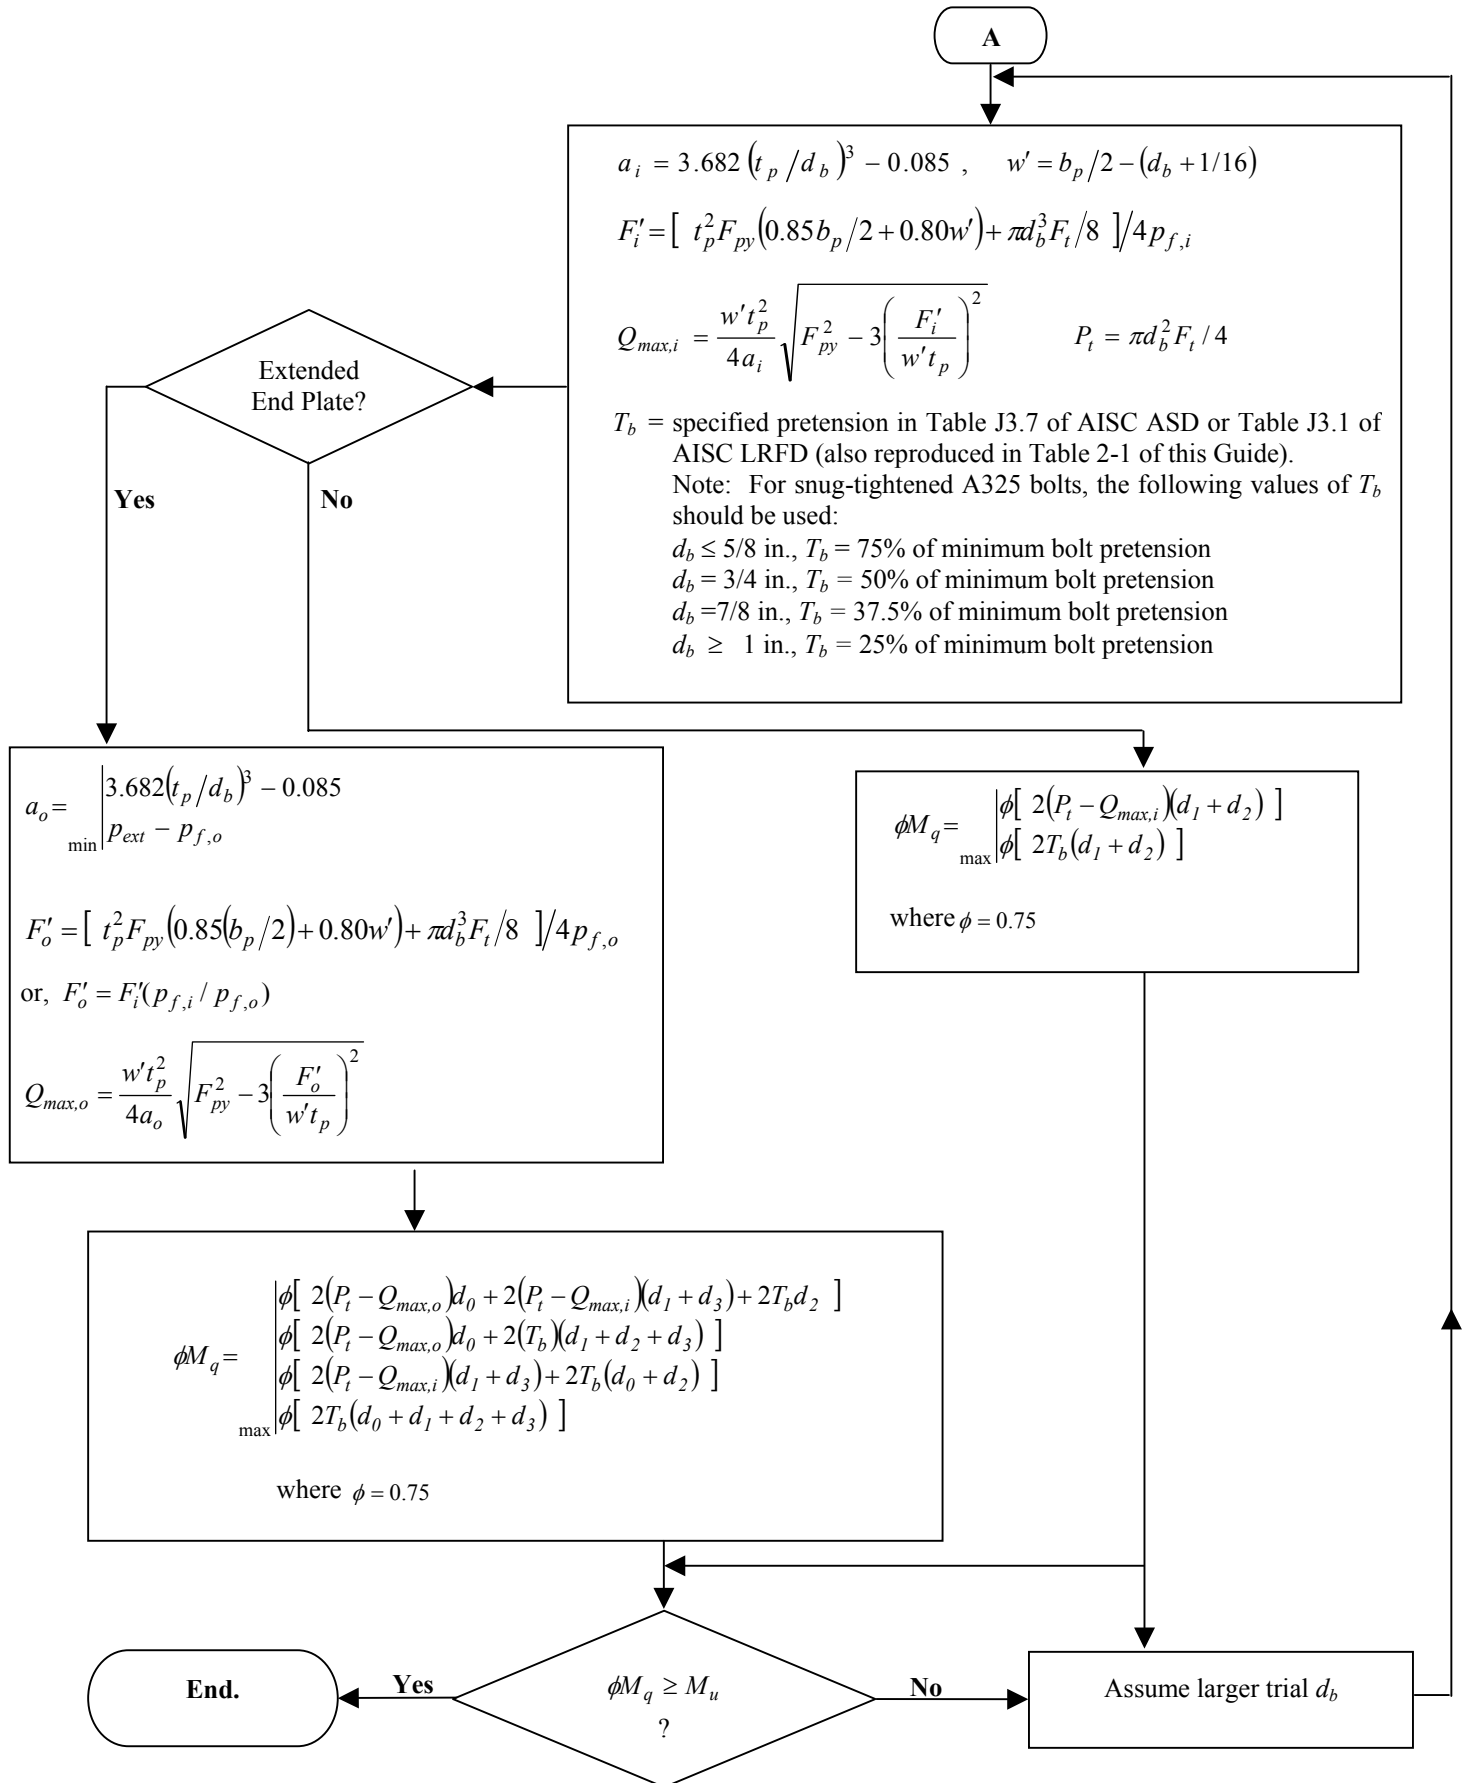 A
a_i = 3.682 (t_p/d_b)^3 − 0.085 , w′ = b_p/2 − (d_b + 1/16)
F_i′ = [ t_p^2 F_py(0.85b_p/2 + 0.80w′) + πd_b^3 F_t/8 ]/4p_f,i
Q_max,i = w′t_p^2/4a_i √(F_py^2 − 3(F_i′/w′t_p)^2) P_t = πd_b^2 F_t / 4
T_b = specified pretension in Table J3.7 of AISC ASD or Table J3.1 of
AISC LRFD (also reproduced in Table 2-1 of this Guide).
Note: For snug-tightened A325 bolts, the following values of T_b
should be used:
d_b ≤ 5/8 in., T_b = 75% of minimum bolt pretension
d_b = 3/4 in., T_b = 50% of minimum bolt pretension
d_b =7/8 in., T_b = 37.5% of minimum bolt pretension
d_b ≥ 1 in., T_b = 25% of minimum bolt pretension
Extended
End Plate?
Yes
No
a_o = min | 3.682(t_p/d_b)^3 − 0.085
p_ext − p_f,o
F_o′ = [ t_p^2 F_py(0.85(b_p/2) + 0.80w′) + πd_b^3 F_t/8 ]/4p_f,o
or, F_o′ = F_i′(p_f,i / p_f,o)
Q_max,o = w′t_p^2/4a_o √(F_py^2 − 3(F_o′/w′t_p)^2)
ϕM_q = max | ϕ[ 2(P_t − Q_max,i)(d_1 + d_2) ]
ϕ[ 2T_b(d_1 + d_2) ]
where ϕ = 0.75
ϕM_q = max | ϕ[ 2(P_t − Q_max,o)d_0 + 2(P_t − Q_max,i)(d_1 + d_3) + 2T_b d_2 ]
ϕ[ 2(P_t − Q_max,o)d_0 + 2(T_b)(d_1 + d_2 + d_3) ]
ϕ[ 2(P_t − Q_max,i)(d_1 + d_3) + 2T_b(d_0 + d_2) ]
ϕ[ 2T_b(d_0 + d_1 + d_2 + d_3) ]
where ϕ = 0.75
End.
Yes
ϕM_q ≥ M_u
?
No
Assume larger trial d_b